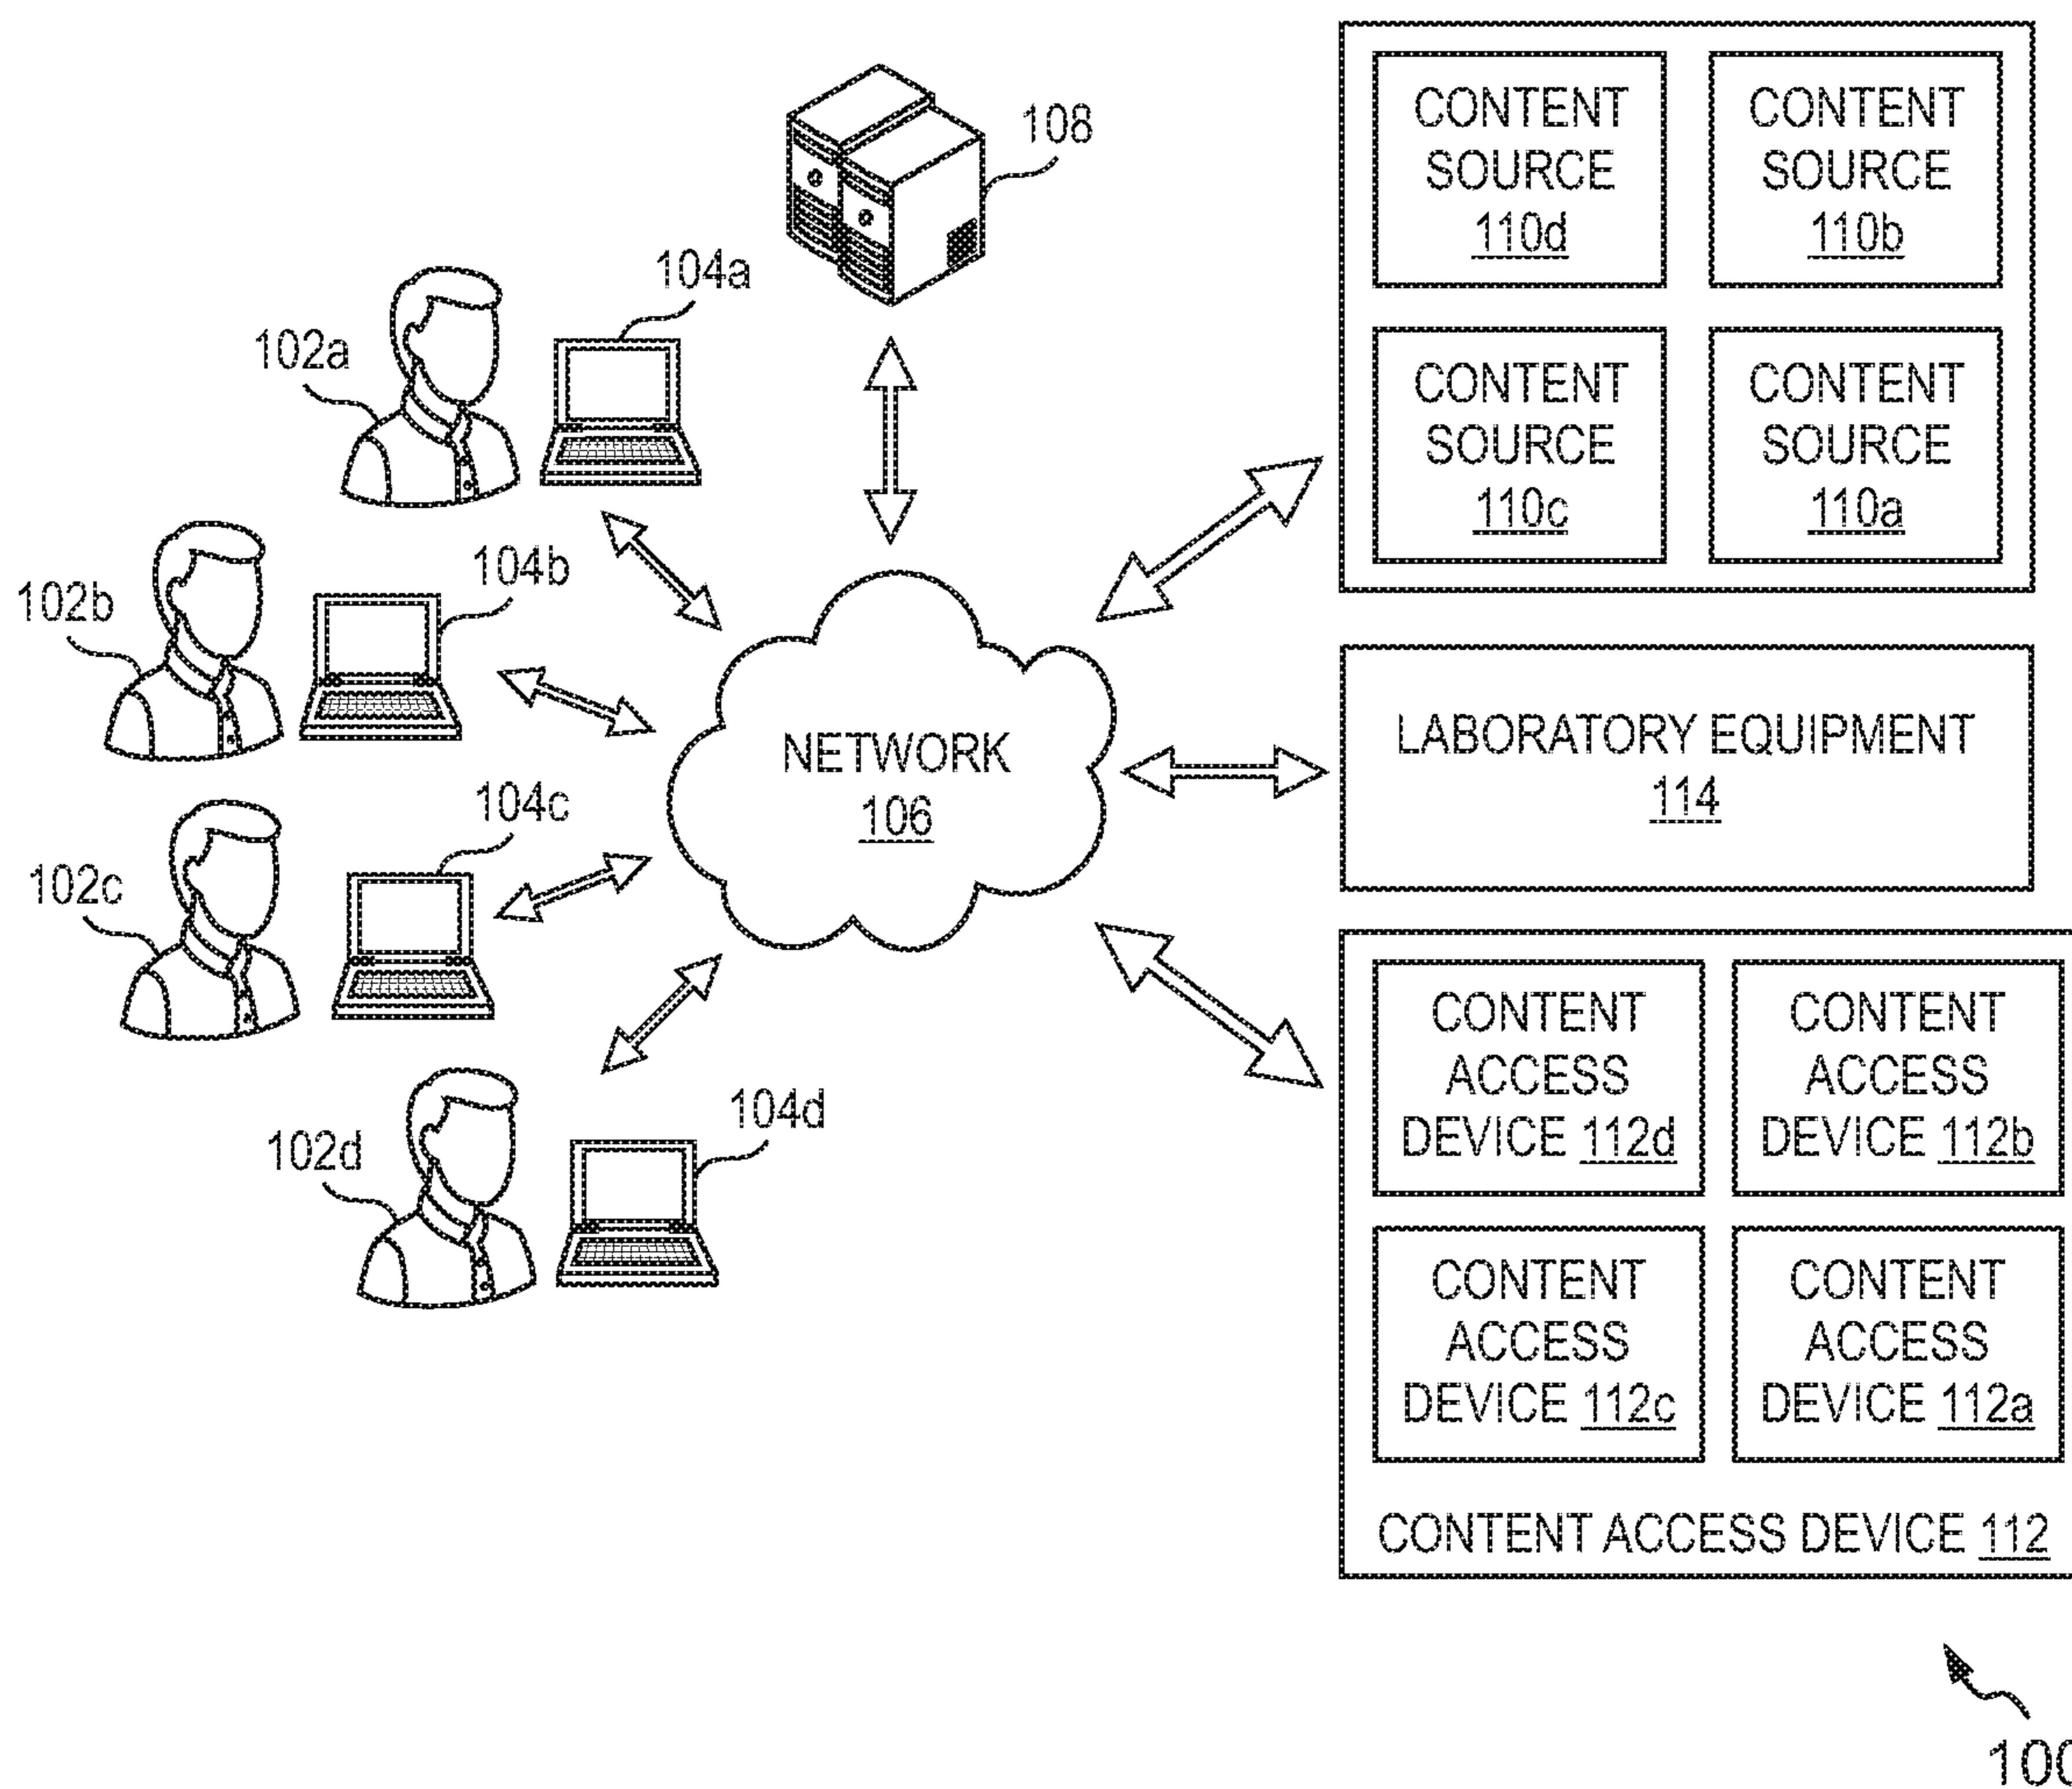 108
104a
102a
104b
102b
104c
102c
104d
102d
NETWORK
106
CONTENT
SOURCE
110d
CONTENT
SOURCE
110b
CONTENT
SOURCE
110c
CONTENT
SOURCE
110a
LABORATORY EQUIPMENT
114
CONTENT
ACCESS
DEVICE 112d
CONTENT
ACCESS
DEVICE 112b
CONTENT
ACCESS
DEVICE 112c
CONTENT
ACCESS
DEVICE 112a
CONTENT ACCESS DEVICE 112
100